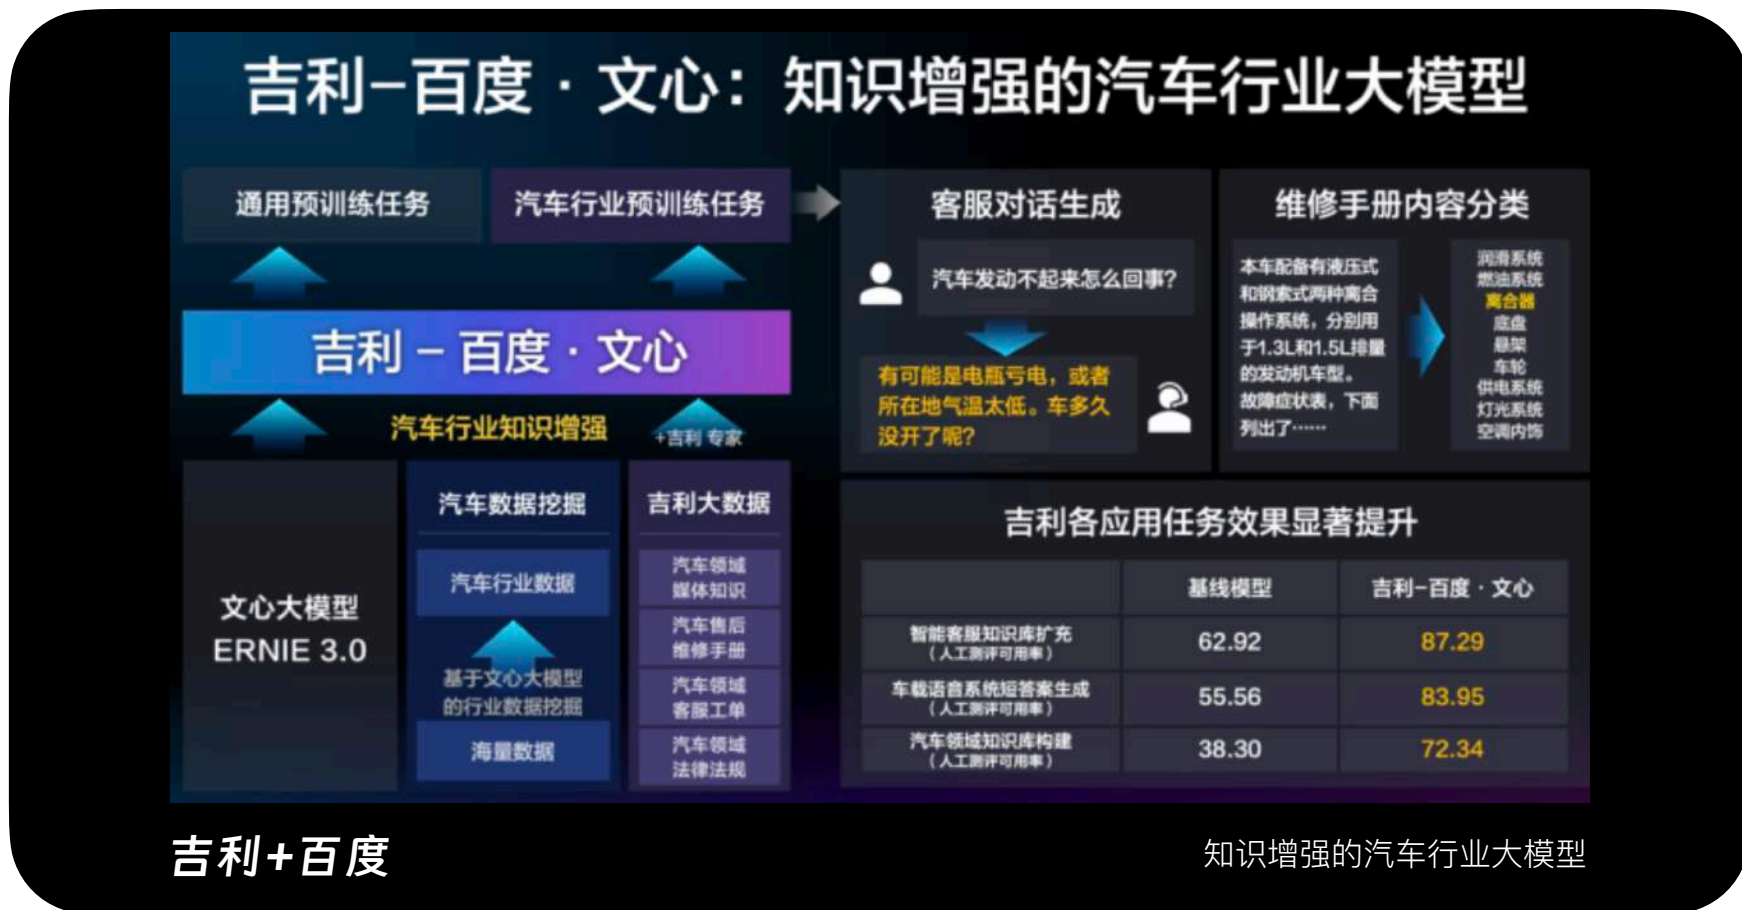 吉利-百度·文心：知识增强的汽车行业大模型
通用预训练任务
汽车行业预训练任务
吉利-百度·文心
汽车行业知识增强
+吉利 专家
文心大模型
ERNIE 3.0
汽车数据挖掘
汽车行业数据
基于文心大模型
的行业数据挖掘
海量数据
吉利大数据
汽车领域
媒体知识
汽车售后
维修手册
汽车领域
客服工单
汽车领域
法律法规
客服对话生成
汽车发动不起来怎么回事？
有可能是电瓶亏电，或者
所在地气温太低。车多久
没开了呢？
维修手册内容分类
本车配备有液压式
和钢索式两种离合
操作系统，分别用
于1.3L和1.5L排量
的发动机车型。
故障症状表，下面
列出了……
润滑系统
燃油系统
离合器
底盘
悬架
车轮
供电系统
灯光系统
空调内饰
吉利各应用任务效果显著提升
基线模型 吉利-百度·文心
智能客服知识库扩充
（人工测评可用率） 62.92 87.29
车载语音系统短答案生成
（人工测评可用率） 55.56 83.95
汽车领域知识库构建
（人工测评可用率） 38.30 72.34
吉利+百度
知识增强的汽车行业大模型